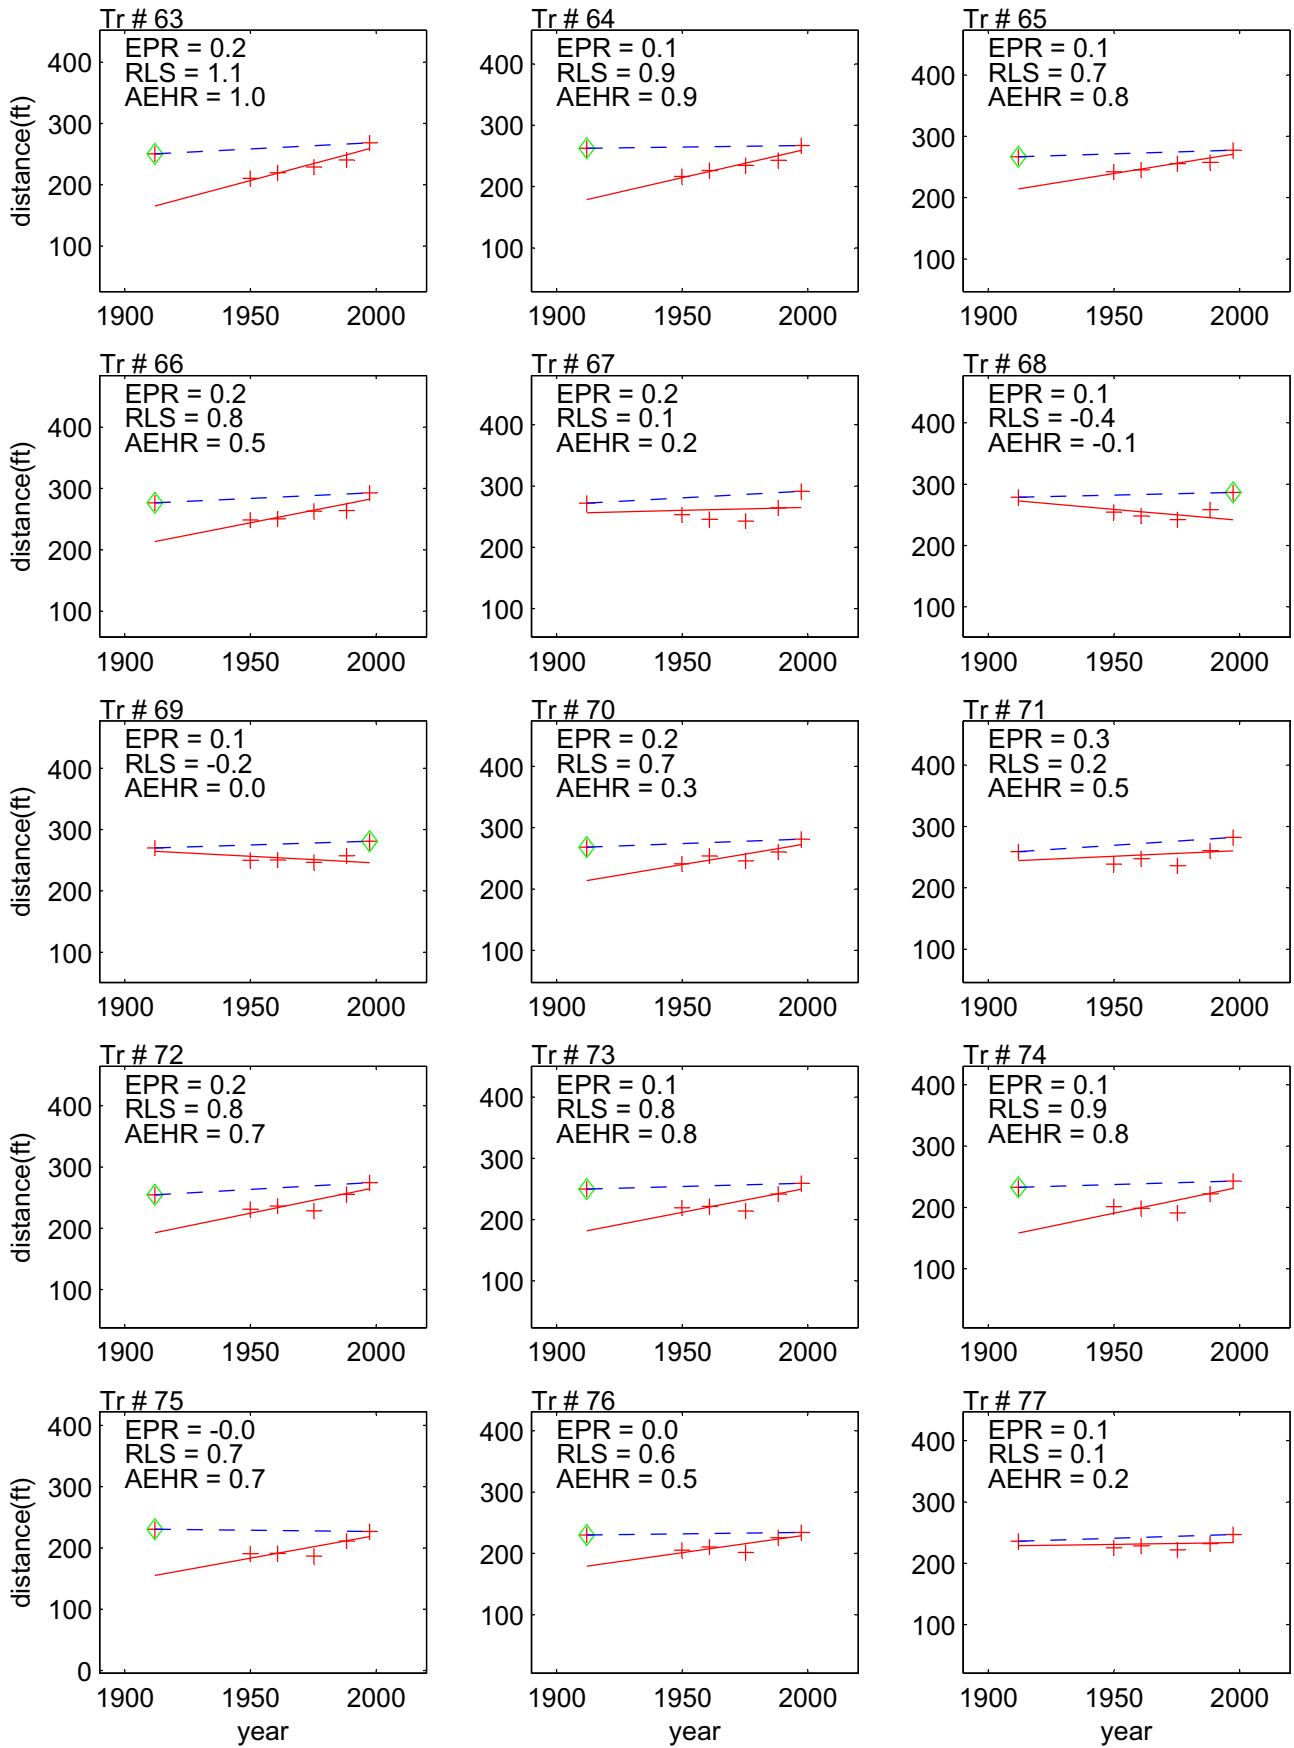 Tr # 63
EPR = 0.2
RLS = 1.1
AEHR = 1.0
400
300
200
100
distance(ft)
1900 1950 2000
Tr # 64
EPR = 0.1
RLS = 0.9
AEHR = 0.9
400
300
200
100
1900 1950 2000
Tr # 65
EPR = 0.1
RLS = 0.7
AEHR = 0.8
400
300
200
100
1900 1950 2000
Tr # 66
EPR = 0.2
RLS = 0.8
AEHR = 0.5
400
300
200
100
distance(ft)
1900 1950 2000
Tr # 67
EPR = 0.2
RLS = 0.1
AEHR = 0.2
400
300
200
100
1900 1950 2000
Tr # 68
EPR = 0.1
RLS = -0.4
AEHR = -0.1
400
300
200
100
1900 1950 2000
Tr # 69
EPR = 0.1
RLS = -0.2
AEHR = 0.0
400
300
200
100
distance(ft)
1900 1950 2000
Tr # 70
EPR = 0.2
RLS = 0.7
AEHR = 0.3
400
300
200
100
1900 1950 2000
Tr # 71
EPR = 0.3
RLS = 0.2
AEHR = 0.5
400
300
200
100
1900 1950 2000
Tr # 72
EPR = 0.2
RLS = 0.8
AEHR = 0.7
400
300
200
100
distance(ft)
1900 1950 2000
Tr # 73
EPR = 0.1
RLS = 0.8
AEHR = 0.8
400
300
200
100
1900 1950 2000
Tr # 74
EPR = 0.1
RLS = 0.9
AEHR = 0.8
400
300
200
100
1900 1950 2000
Tr # 75
EPR = -0.0
RLS = 0.7
AEHR = 0.7
400
300
200
100
0
distance(ft)
1900 1950 2000
year
Tr # 76
EPR = 0.0
RLS = 0.6
AEHR = 0.5
400
300
200
100
1900 1950 2000
year
Tr # 77
EPR = 0.1
RLS = 0.1
AEHR = 0.2
400
300
200
100
1900 1950 2000
year